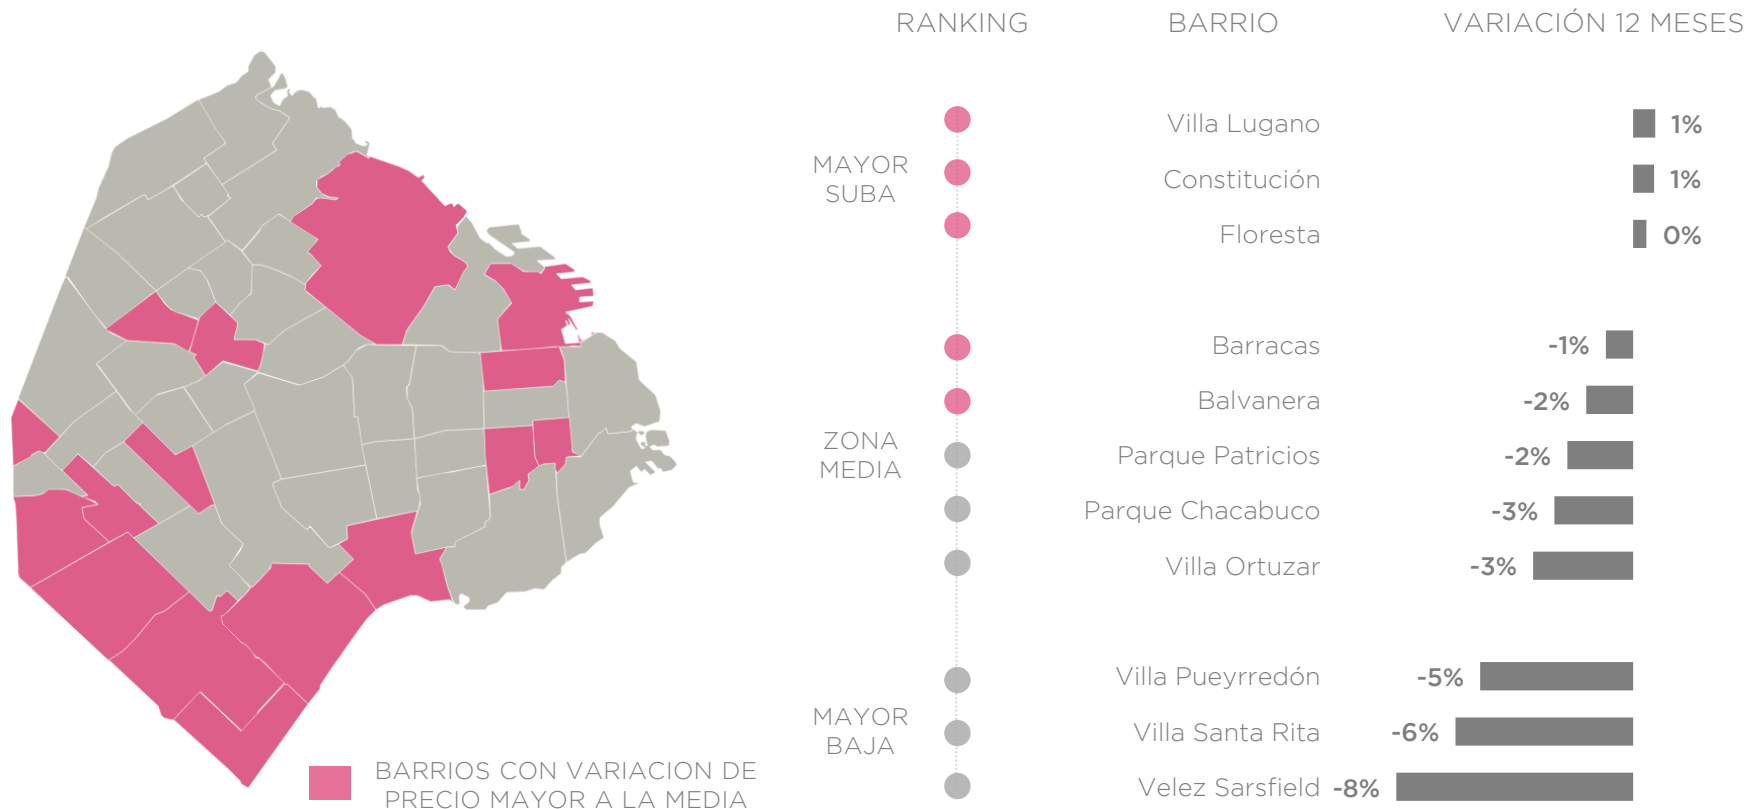 RANKING BARRIO VARIACIÓN 12 MESES
MAYOR
SUBA
Villa Lugano 1%
Constitución 1%
Floresta 0%
ZONA
MEDIA
Barracas -1%
Balvanera -2%
Parque Patricios -2%
Parque Chacabuco -3%
Villa Ortuzar -3%
MAYOR
BAJA
Villa Pueyrredón -5%
Villa Santa Rita -6%
Velez Sarsfield -8%
BARRIOS CON VARIACION DE
PRECIO MAYOR A LA MEDIA